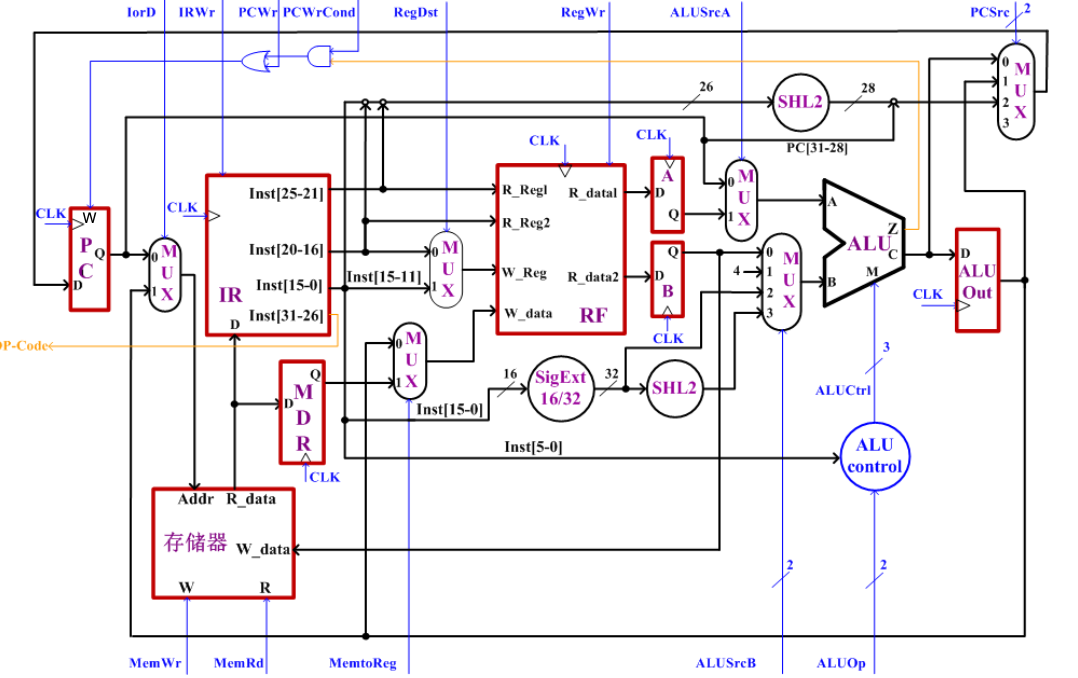 IorD IRWr PCWr PCWrCond RegDst RegWr ALUSrcA PCSrc 2
0 1 2 3 MUX
26 SHL2 28
PC[31-28]
CLK W PC Q D
0 1 MUX
CLK Inst[25-21]
Inst[20-16]
Inst[15-0]
Inst[31-26]
IR D
Inst[15-11]
0 1 MUX
CLK
R_Reg1 R_data1
R_Reg2
W_Reg R_data2
W_data RF
CLK A D Q
Q D B CLK
0 1 MUX
4 0 1 2 3 MUX
A B ALU Z C M
D ALU Out CLK
OP-Code
Q D MDR CLK
0 1 MUX
16 SigExt 16/32 32 SHL2
Inst[15-0]
Inst[5-0]
3
ALUCtrl
ALU control
Addr R_data
存储器 W_data
W R
2 2
MemWr MemRd MemtoReg ALUSrcB ALUOp